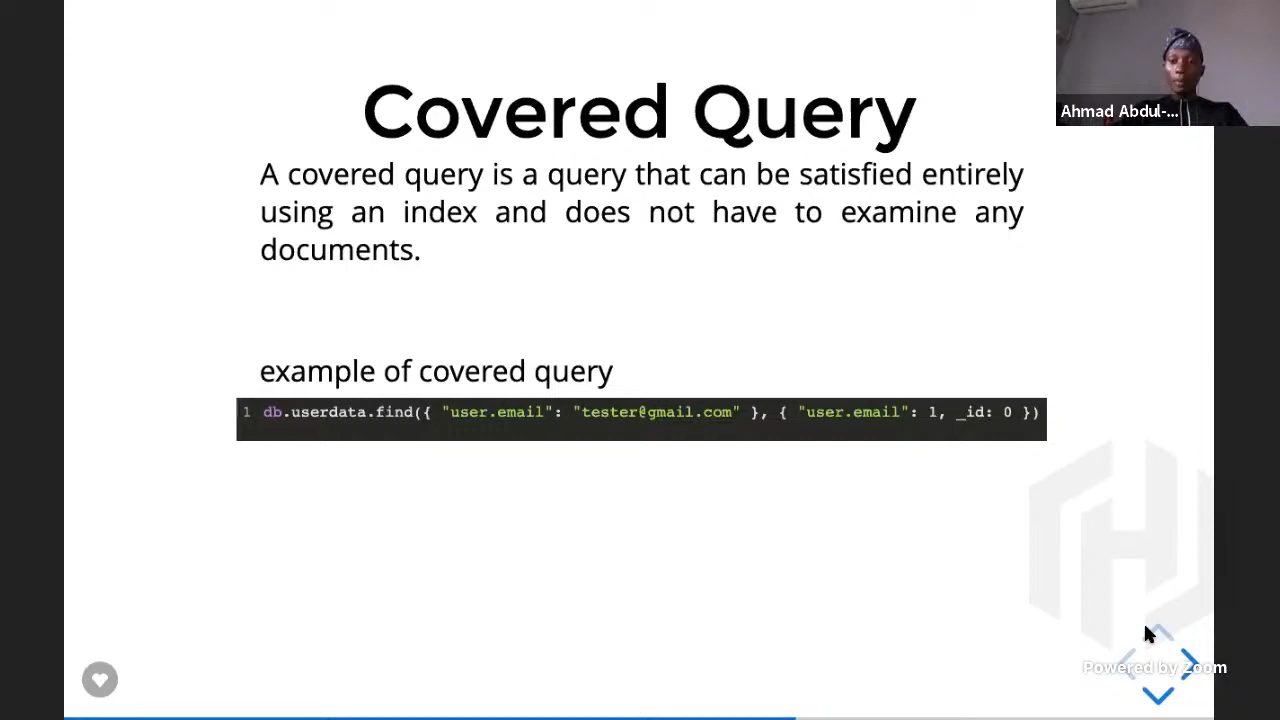 Covered Query
Ahmad Abdul-...
A covered query is a query that can be satisfied entirely
using an index and does not have to examine any
documents.
example of covered query
1 db.userdata.find({ "user.email": "tester@gmail.com" }, { "user.email": 1, _id: 0 })
Powered by Zoom